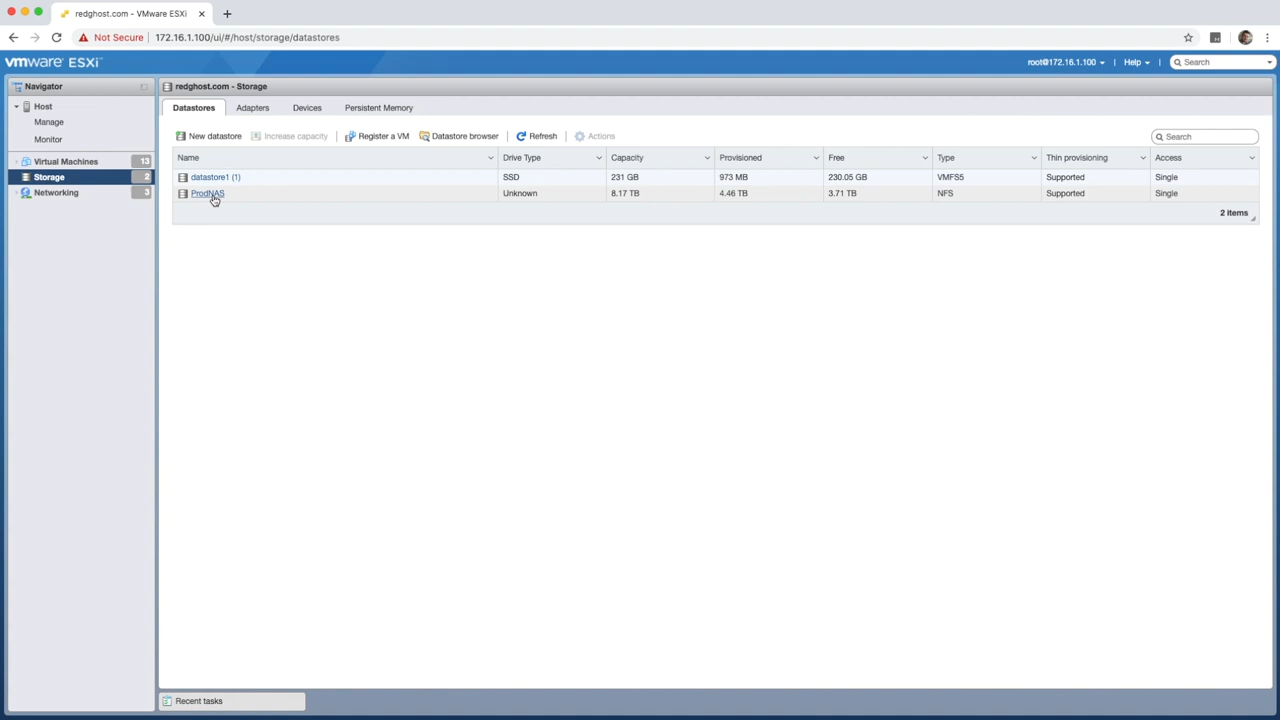 redghost.com - VMware ESXi
Not Secure 172.16.1.100/ui/#/host/storage/datastores
vmware ESXi™ root@172.16.1.100 | Help | Search
Navigator
redghost.com - Storage
Host
Manage
Monitor
Virtual Machines 13
Storage 2
Networking 3
Datastores Adapters Devices Persistent Memory
New datastore Increase capacity Register a VM Datastore browser Refresh Actions Search
Name Drive Type Capacity Provisioned Free Type Thin provisioning Access
datastore1 (1) SSD 231 GB 973 MB 230.05 GB VMFS5 Supported Single
ProdNAS Unknown 8.17 TB 4.46 TB 3.71 TB NFS Supported Single
2 items
Recent tasks